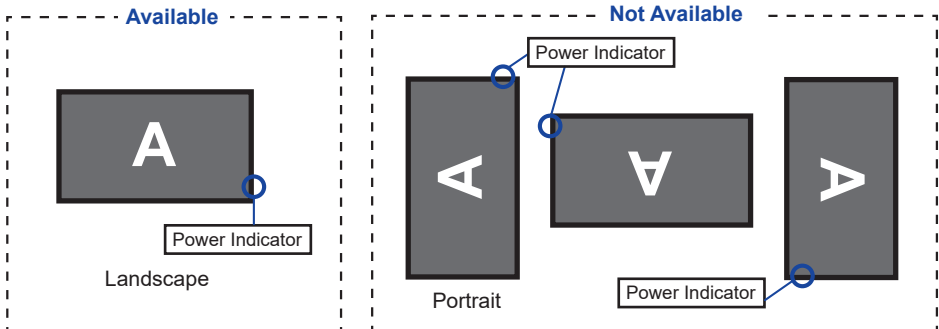 Available
A
Power Indicator
Landscape
Not Available
Power Indicator
A
A
A
Power Indicator
Portrait